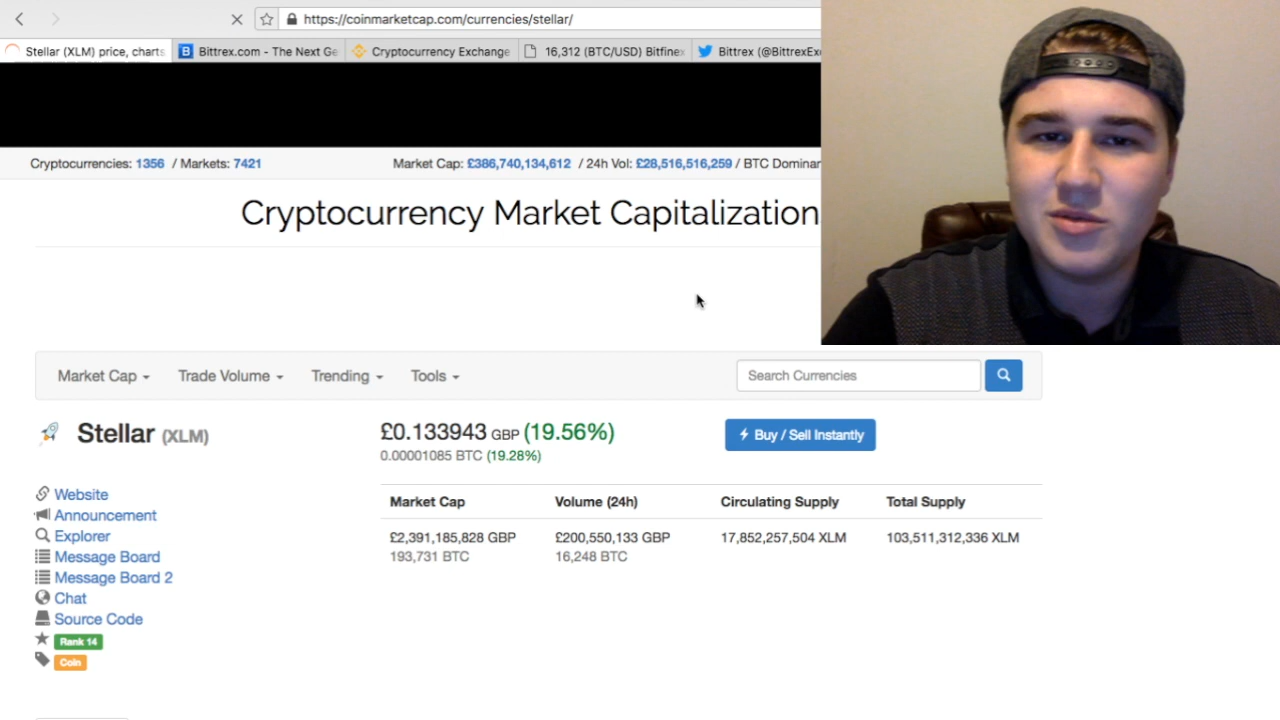 https://coinmarketcap.com/currencies/stellar/
Stellar (XLM) price, charts
Bittrex.com - The Next Ge
Cryptocurrency Exchange
16,312 (BTC/USD) Bitfinex
Bittrex (@BittrexExc
Cryptocurrencies: 1356 / Markets: 7421
Market Cap: £386,740,134,612 / 24h Vol: £28,516,516,259 / BTC Dominan
Cryptocurrency Market Capitalization
Market Cap
Trade Volume
Trending
Tools
Search Currencies
Stellar (XLM)
£0.133943 GBP (19.56%)
0.00001085 BTC (19.28%)
Buy / Sell Instantly
Website
Announcement
Explorer
Message Board
Message Board 2
Chat
Source Code
Rank 14
Coin
Market Cap
Volume (24h)
Circulating Supply
Total Supply
£2,391,185,828 GBP
£200,550,133 GBP
17,852,257,504 XLM
103,511,312,336 XLM
193,731 BTC
16,248 BTC